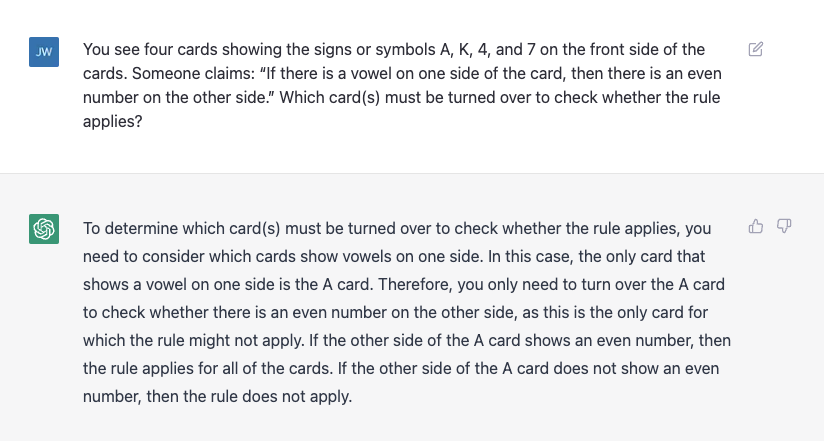 JW
You see four cards showing the signs or symbols A, K, 4, and 7 on the front side of the
cards. Someone claims: “If there is a vowel on one side of the card, then there is an even
number on the other side.” Which card(s) must be turned over to check whether the rule
applies?
To determine which card(s) must be turned over to check whether the rule applies, you
need to consider which cards show vowels on one side. In this case, the only card that
shows a vowel on one side is the A card. Therefore, you only need to turn over the A card
to check whether there is an even number on the other side, as this is the only card for
which the rule might not apply. If the other side of the A card shows an even number, then
the rule applies for all of the cards. If the other side of the A card does not show an even
number, then the rule does not apply.